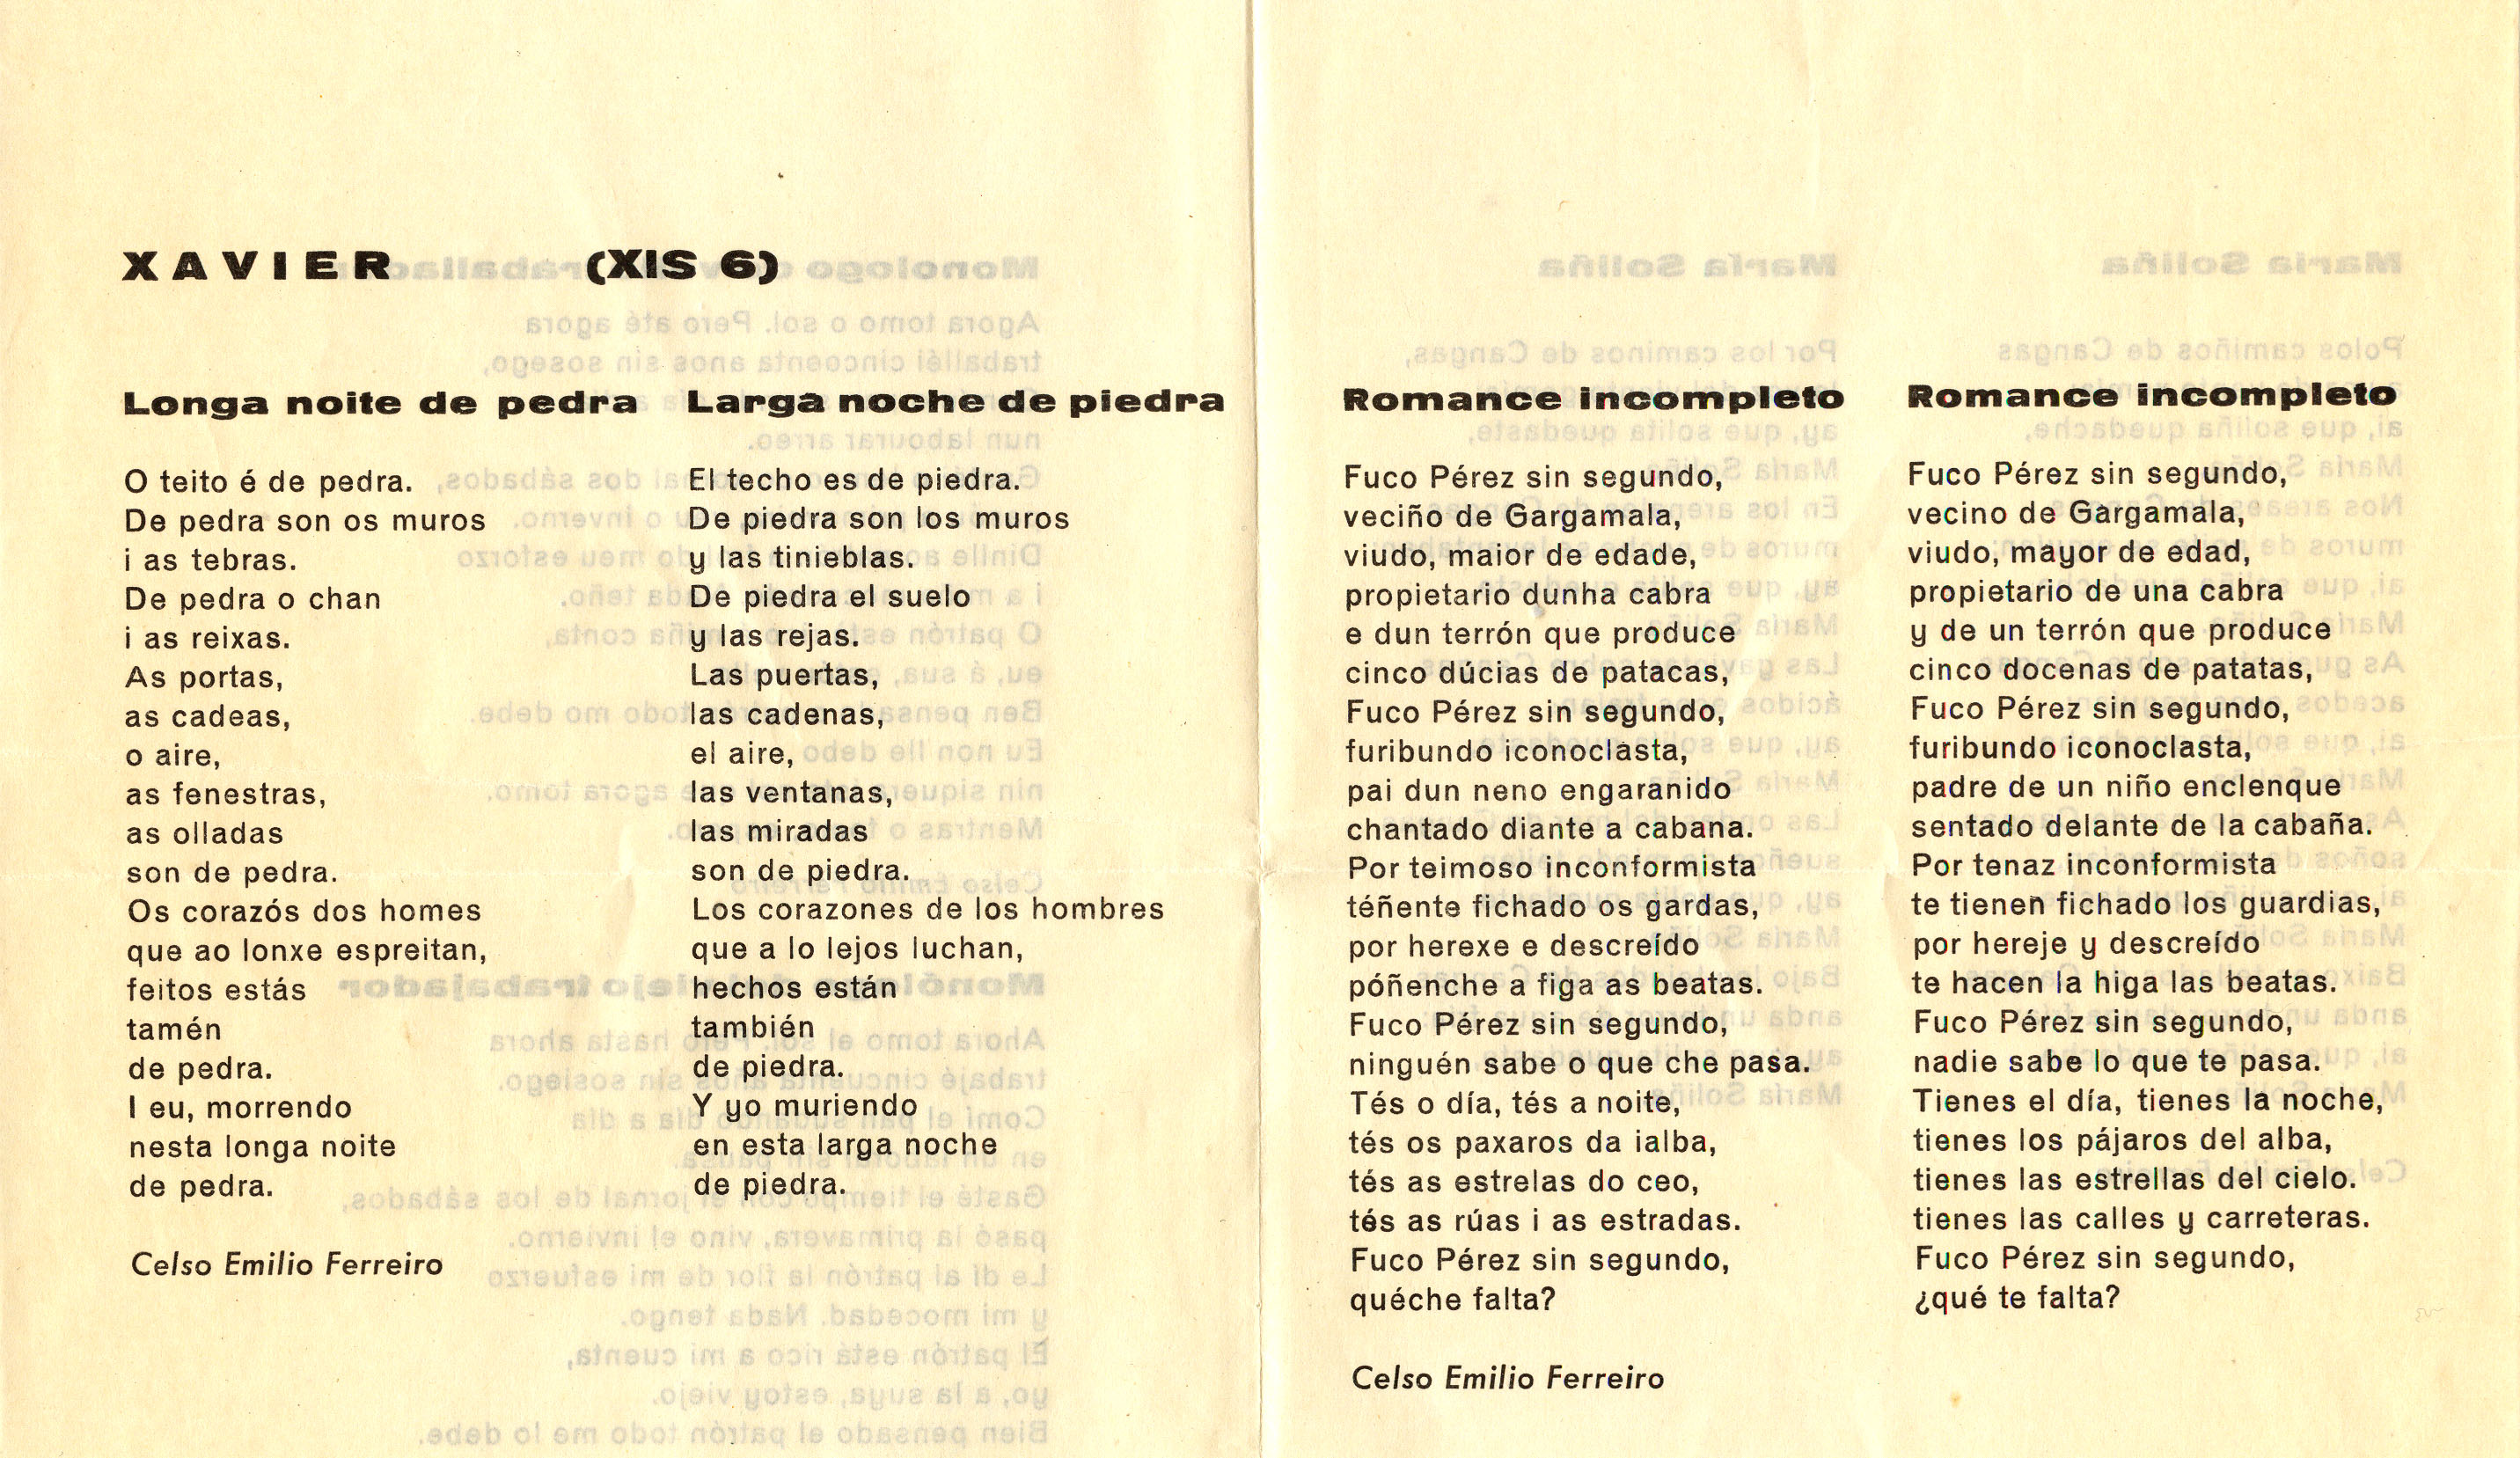 XAVIER (XIS 6)
Longa noite de pedra
O teito é de pedra.
De pedra son os muros
i as tebras.
De pedra o chan
i as reixas.
As portas,
as cadeas,
o aire,
as fenestras,
as olladas
son de pedra.
Os corazós dos homes
que ao lonxe espreitan,
feitos estás
tamén
de pedra.
I eu, morrendo
nesta longa noite
de pedra.
Celso Emilio Ferreiro
Larga noche de piedra
El techo es de piedra.
De piedra son los muros
y las tinieblas.
De piedra el suelo
y las rejas.
Las puertas,
las cadenas,
el aire,
las ventanas,
las miradas
son de piedra.
Los corazones de los hombres
que a lo lejos luchan,
hechos están
también
de piedra.
Y yo muriendo
en esta larga noche
de piedra.
Romance incompleto
Fuco Pérez sin segundo,
veciño de Gargamala,
viudo, maior de edade,
propietario dunha cabra
e dun terrón que produce
cinco dúcias de patacas,
Fuco Pérez sin segundo,
furibundo iconoclasta,
pai dun neno engaranido
chantado diante a cabana.
Por teimoso inconformista
téñente fichado os gardas,
por herexe e descreído
póñenche a figa as beatas.
Fuco Pérez sin segundo,
ninguén sabe o que che pasa.
Tés o día, tés a noite,
tés os paxaros da ialba,
tés as estrelas do ceo,
tés as rúas i as estradas.
Fuco Pérez sin segundo,
quéche falta?
Celso Emilio Ferreiro
Romance incompleto
Fuco Pérez sin segundo,
vecino de Gargamala,
viudo, mayor de edad,
propietario de una cabra
y de un terrón que produce
cinco docenas de patatas,
Fuco Pérez sin segundo,
furibundo iconoclasta,
padre de un niño enclenque
sentado delante de la cabaña.
Por tenaz inconformista
te tienen fichado los guardias,
por hereje y descreído
te hacen la higa las beatas.
Fuco Pérez sin segundo,
nadie sabe lo que te pasa.
Tienes el día, tienes la noche,
tienes los pájaros del alba,
tienes las estrellas del cielo.
tienes las calles y carreteras.
Fuco Pérez sin segundo,
¿qué te falta?